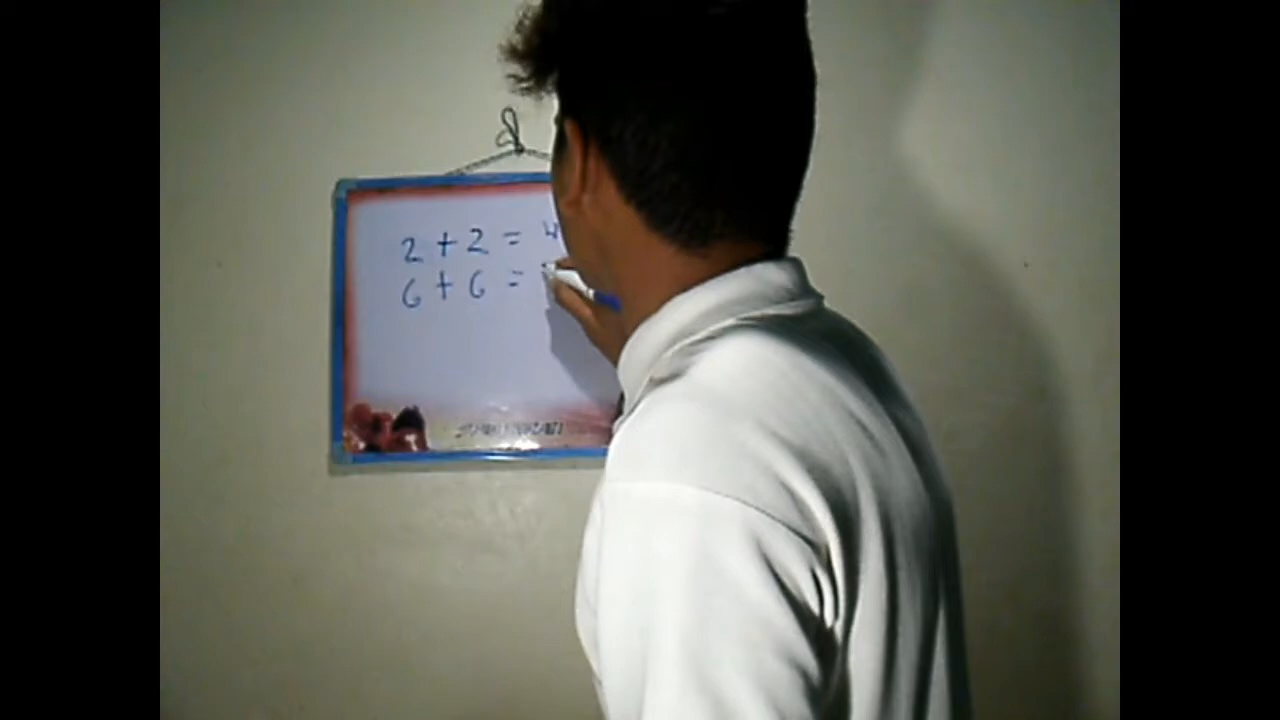 2 + 2 = 4
6 + 6 =